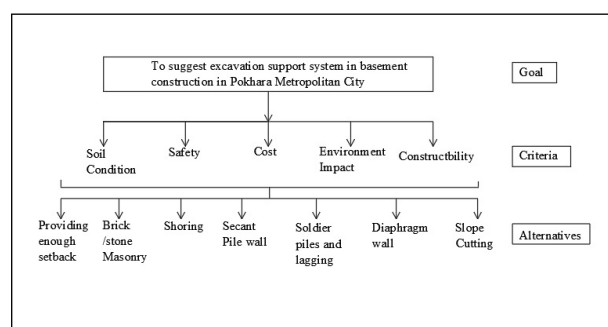 To suggest excavation support system in basement
construction in Pokhara Metropolitan City
Goal
Soil
Condition
Safety
Cost
Environment
Impact
Constructbility
Criteria
Providing
enough
setback
Brick
/stone
Masonry
Shoring
Secant
Pile wall
Soldier
piles and
lagging
Diaphragm
wall
Slope
Cutting
Alternatives